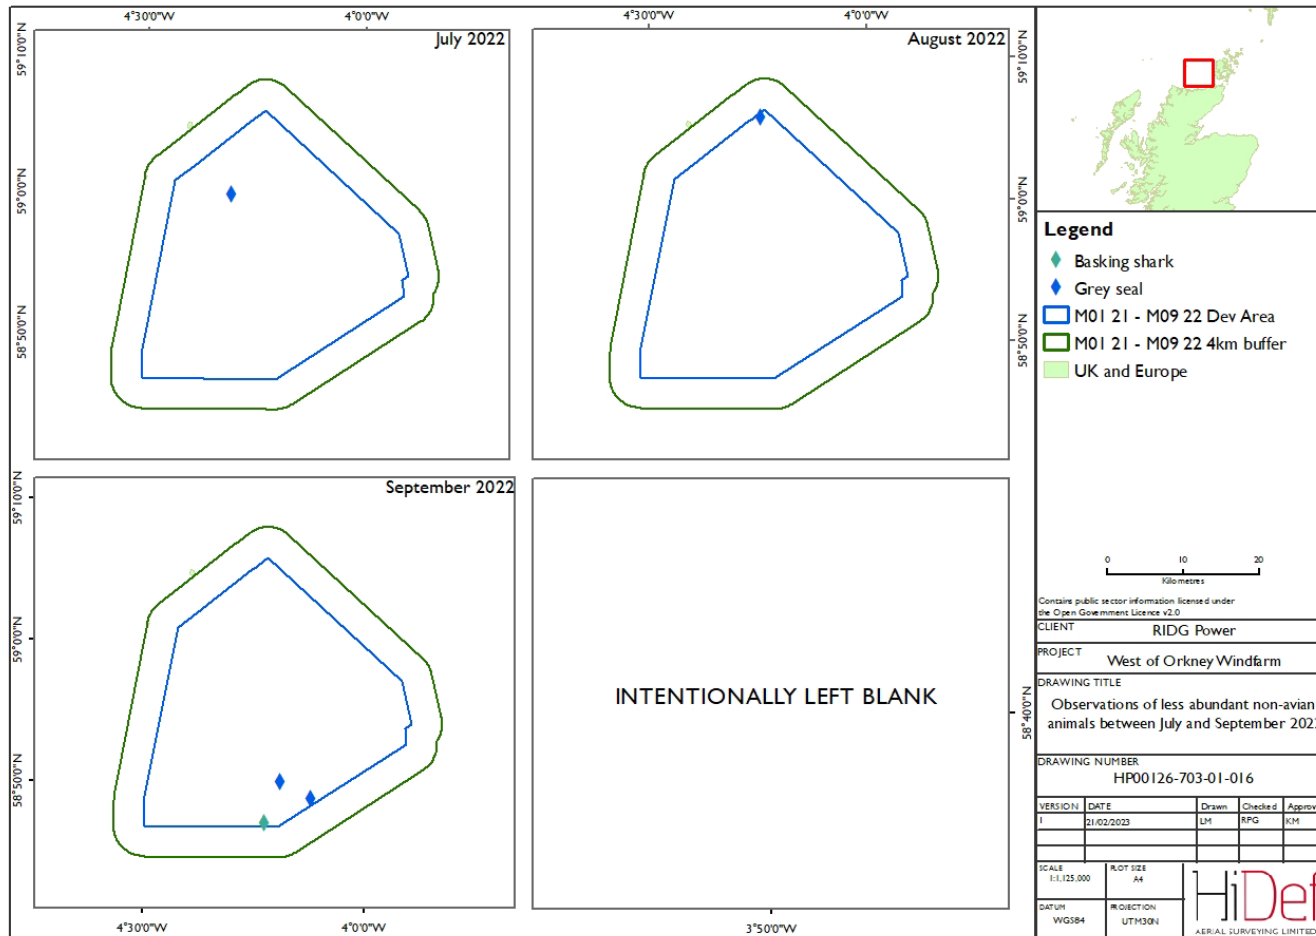 4°30'0"W 4°0'0"W 4°30'0"W 4°0'0"W
July 2022
August 2022
59°10'0"N
59°0'0"N
58°50'0"N
59°10'0"N
59°0'0"N
58°50'0"N
September 2022
59°10'0"N
59°0'0"N
58°50'0"N
INTENTIONALLY LEFT BLANK
58°40'0"N
4°30'0"W 4°0'0"W 3°50'0"W
Legend
Basking shark
Grey seal
M01 21 - M09 22 Dev Area
M01 21 - M09 22 4km buffer
UK and Europe
0 10 20
Kilometres
Contains public sector information licensed under
the Open Government Licence v2.0
CLIENT
RIDG Power
PROJECT
West of Orkney Windfarm
DRAWING TITLE
Observations of less abundant non-avian
animals between July and September
DRAWING NUMBER
HP00126-703-01-016
VERSION DATE Drawn Checked Approv
1 21/02/2023 LM RPG KM
SCALE PLOT SIZE
1:1,125,000 A4
DATUM PROJECTION
WGS84 UTM30N
HiDef
AERIAL SURVEYING LIMITED